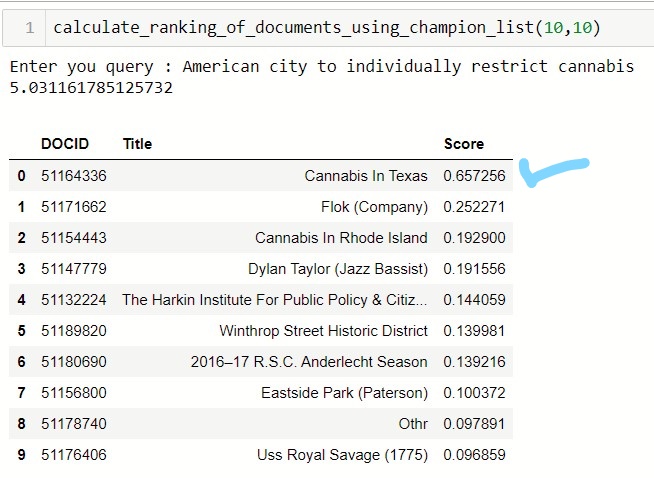 1 calculate_ranking_of_documents_using_champion_list(10,10)
Enter you query : American city to individually restrict cannabis
5.031161785125732
DOCID Title Score
0 51164336 Cannabis In Texas 0.657256
1 51171662 Flok (Company) 0.252271
2 51154443 Cannabis In Rhode Island 0.192900
3 51147779 Dylan Taylor (Jazz Bassist) 0.191556
4 51132224 The Harkin Institute For Public Policy & Citiz... 0.144059
5 51189820 Winthrop Street Historic District 0.139981
6 51180690 2016–17 R.S.C. Anderlecht Season 0.139216
7 51156800 Eastside Park (Paterson) 0.100372
8 51178740 Othr 0.097891
9 51176406 Uss Royal Savage (1775) 0.096859